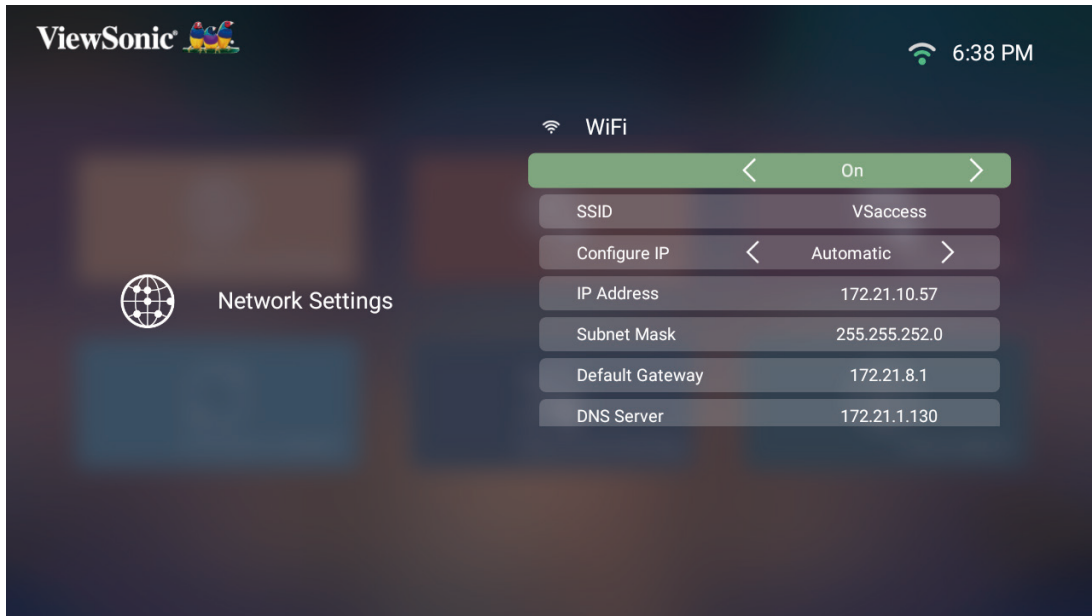 ViewSonic®
6:38 PM
WiFi
On
SSID VSaccess
Configure IP Automatic
IP Address 172.21.10.57
Subnet Mask 255.255.252.0
Default Gateway 172.21.8.1
DNS Server 172.21.1.130
Network Settings